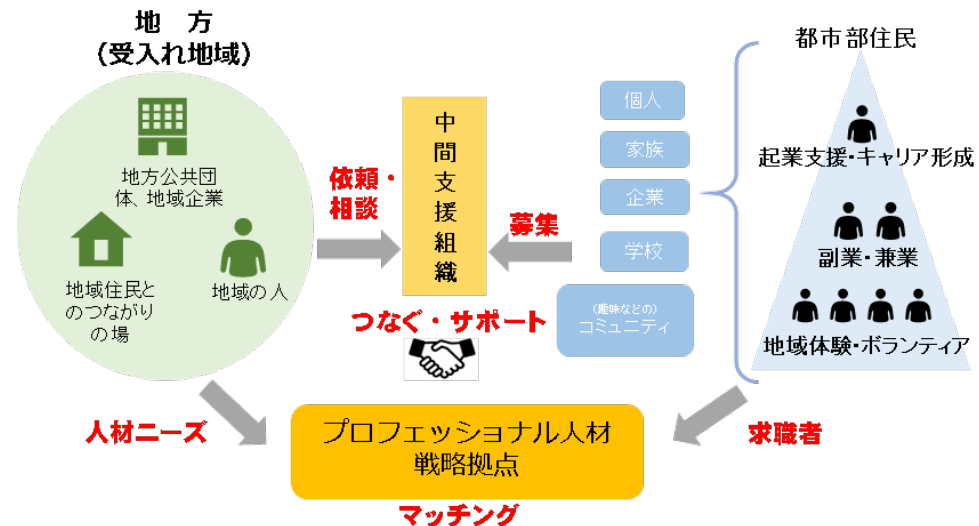 地　方
（受入れ地域）
地方公共団
体、地域企業
地域住民と
のつながり
の場
地域の人
依頼・
相談
中間支援組織
募集
つなぐ・サポート
個人
家族
企業
学校
（趣味などの）
コミュニティ
都市部住民
起業支援・キャリア形成
副業・兼業
地域体験・ボランティア
人材ニーズ
プロフェッショナル人材
戦略拠点
マッチング
求職者